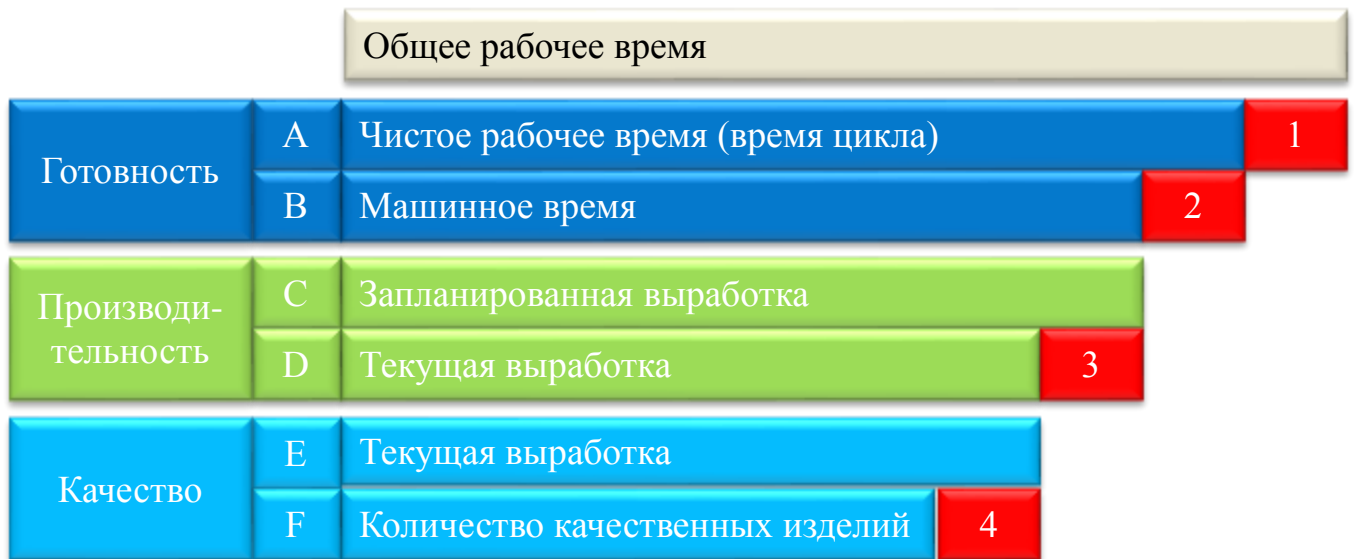 Общее рабочее время
Готовность
A Чистое рабочее время (время цикла) 1
B Машинное время 2
Производи-
тельность
C Запланированная выработка
D Текущая выработка 3
Качество
E Текущая выработка
F Количество качественных изделий 4